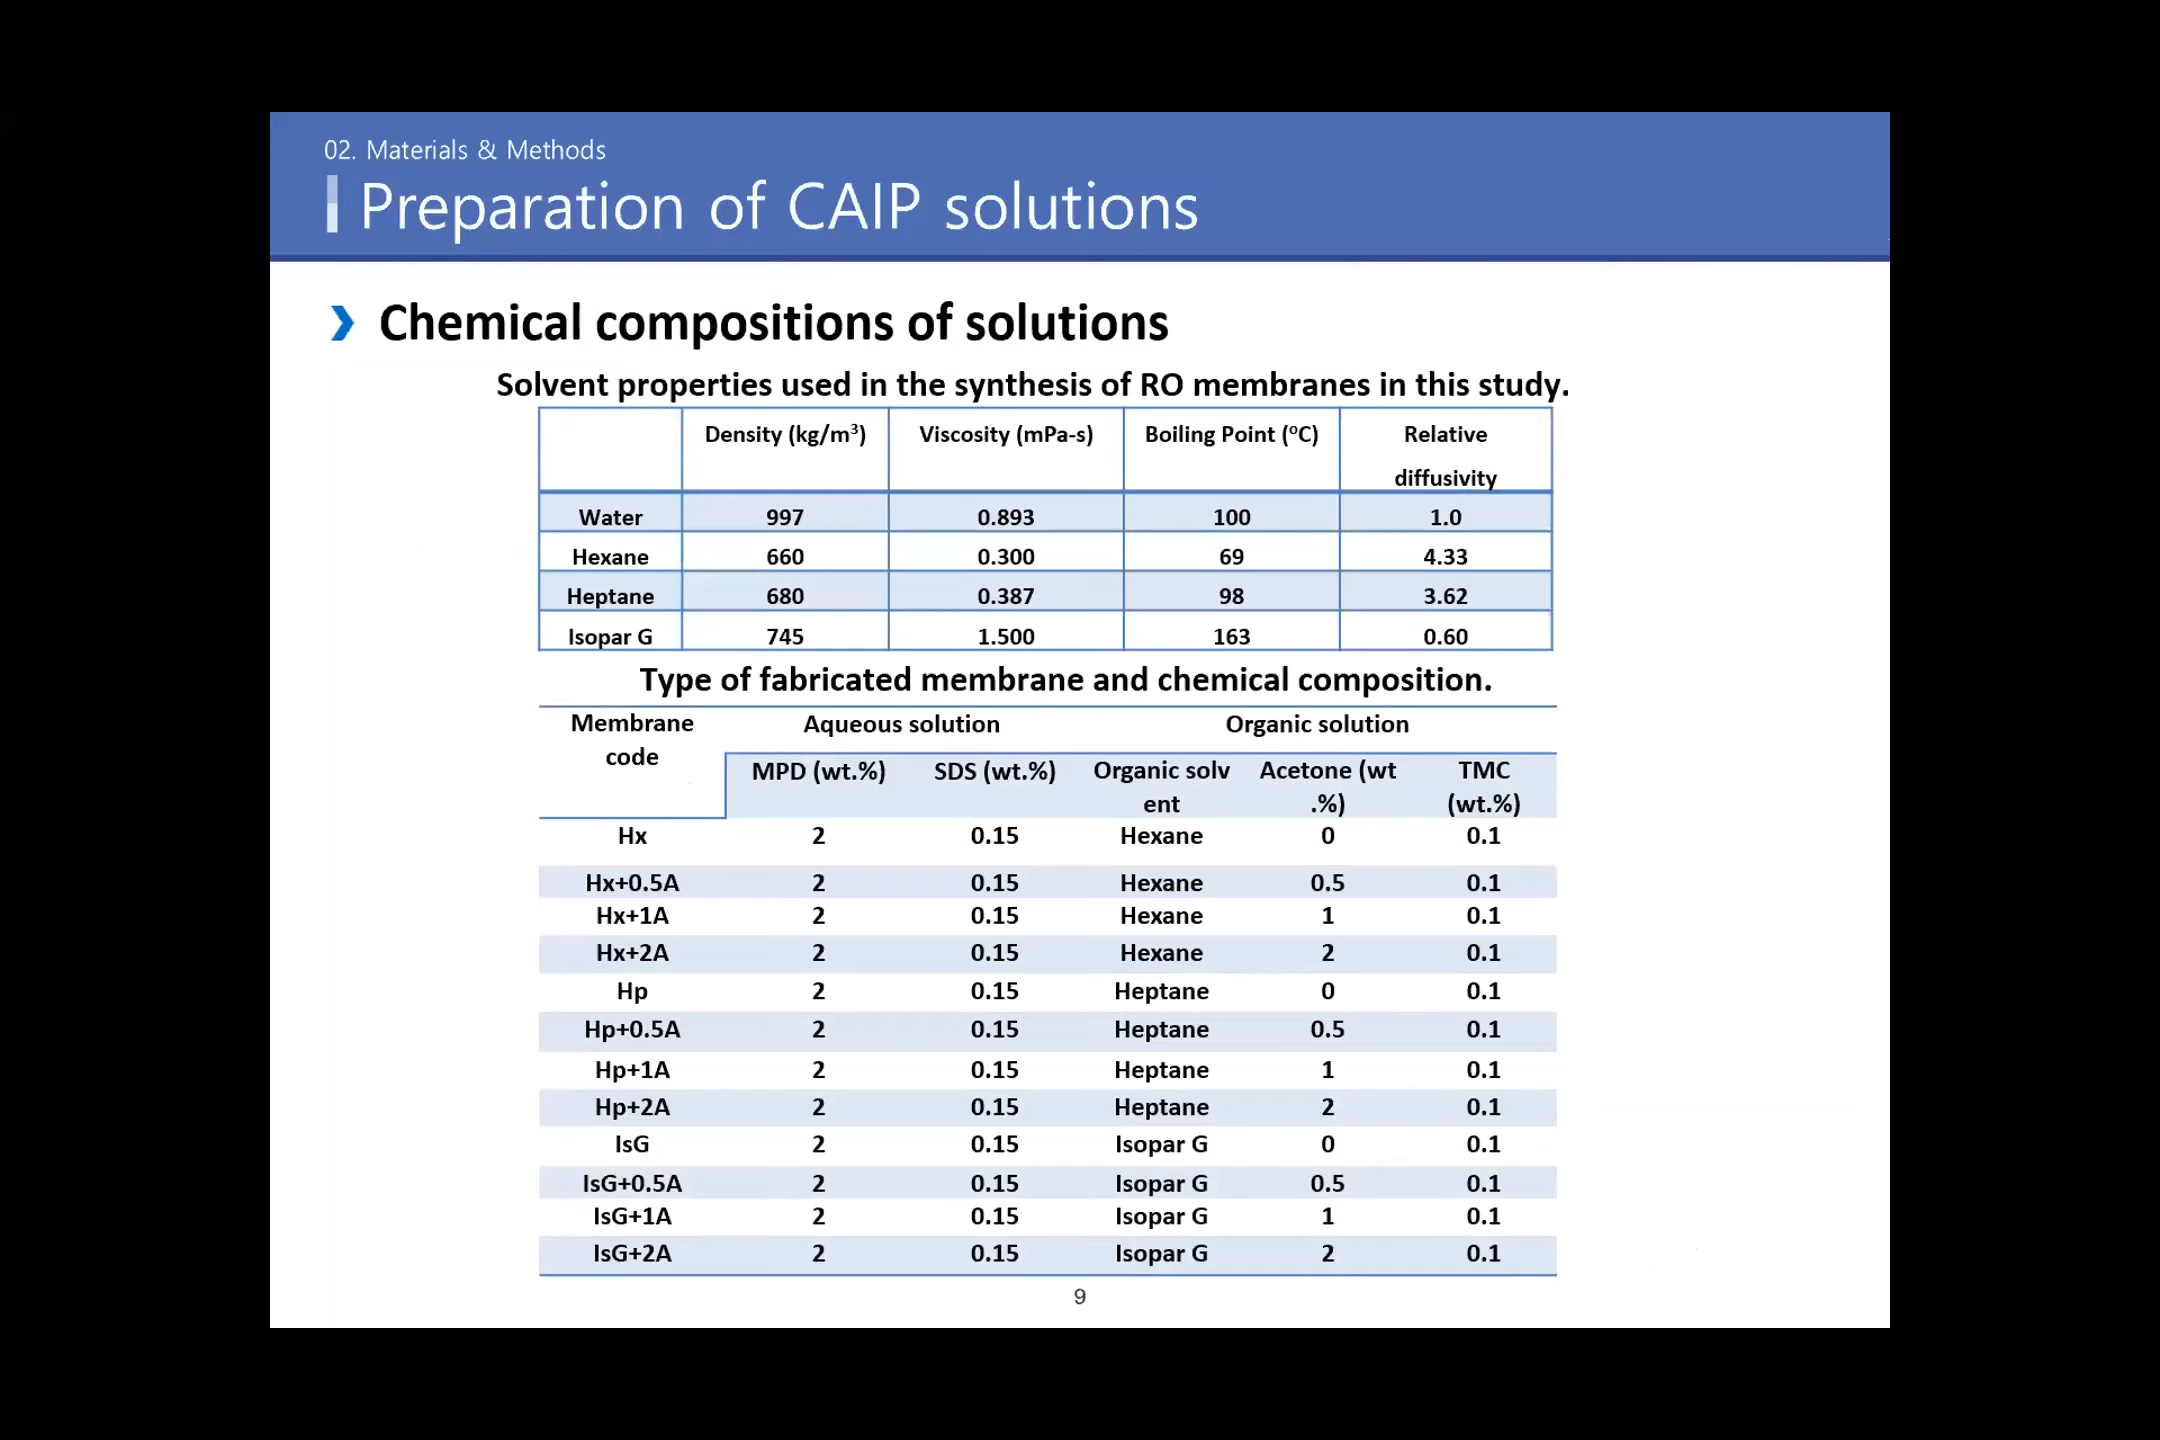 02. Materials & Methods
Preparation of CAIP solutions
Chemical compositions of solutions
Solvent properties used in the synthesis of RO membranes in this study.
Density (kg/m³) Viscosity (mPa-s) Boiling Point (ºC) Relative
diffusivity
Water 997 0.893 100 1.0
Hexane 660 0.300 69 4.33
Heptane 680 0.387 98 3.62
Isopar G 745 1.500 163 0.60
Type of fabricated membrane and chemical composition.
Membrane Aqueous solution Organic solution
code
MPD (wt.%) SDS (wt.%) Organic solv Acetone (wt TMC
ent .%) (wt.%)
Hx 2 0.15 Hexane 0 0.1
Hx+0.5A 2 0.15 Hexane 0.5 0.1
Hx+1A 2 0.15 Hexane 1 0.1
Hx+2A 2 0.15 Hexane 2 0.1
Hp 2 0.15 Heptane 0 0.1
Hp+0.5A 2 0.15 Heptane 0.5 0.1
Hp+1A 2 0.15 Heptane 1 0.1
Hp+2A 2 0.15 Heptane 2 0.1
IsG 2 0.15 Isopar G 0 0.1
IsG+0.5A 2 0.15 Isopar G 0.5 0.1
IsG+1A 2 0.15 Isopar G 1 0.1
IsG+2A 2 0.15 Isopar G 2 0.1
9